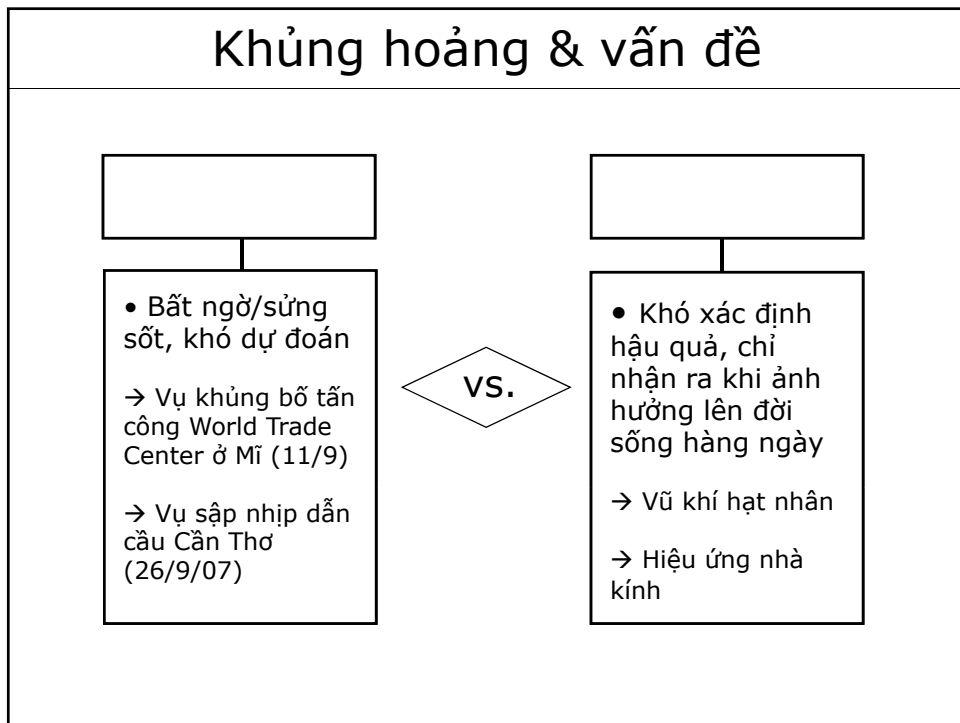 Khủng hoảng & vấn đề
• Bất ngờ/sửng
sốt, khó dự đoán
→ Vụ khủng bố tấn
công World Trade
Center ở Mĩ (11/9)
→ Vụ sập nhịp dẫn
cầu Cần Thơ
(26/9/07)
vs.
• Khó xác định
hậu quả, chỉ
nhận ra khi ảnh
hưởng lên đời
sống hàng ngày
→ Vũ khí hạt nhân
→ Hiệu ứng nhà
kính